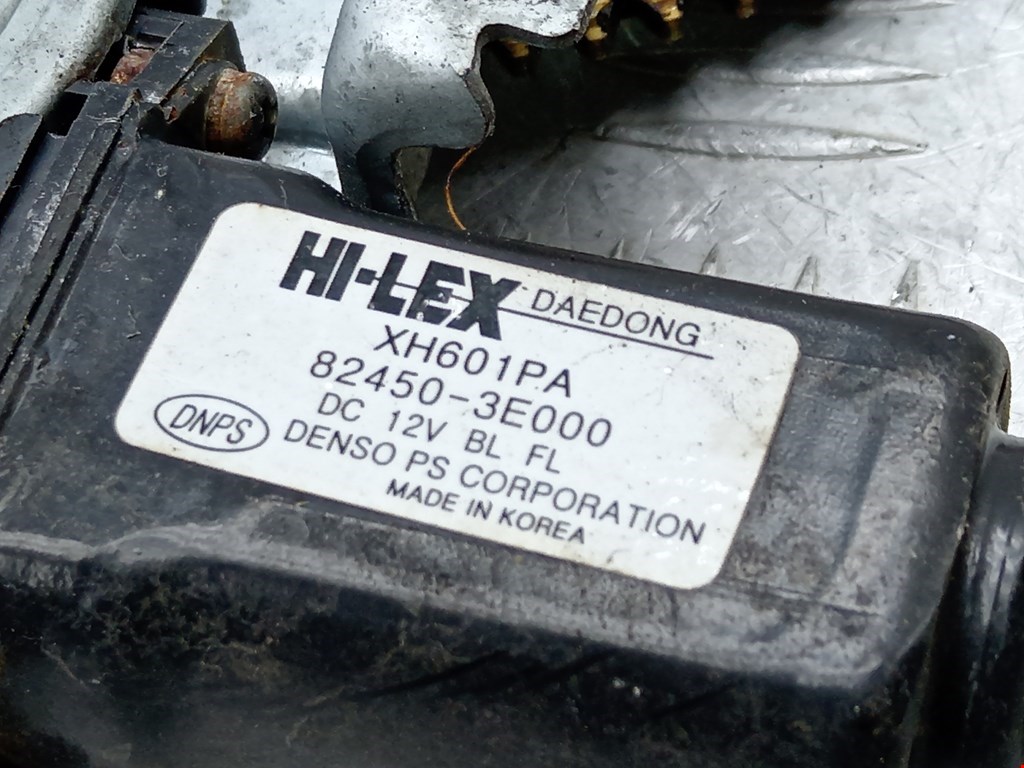 HI-LEX DAEDONG
XH601PA
82450-3E000
DC 12V BL FL
DNPS DENSO PS CORPORATION
MADE IN KOREA